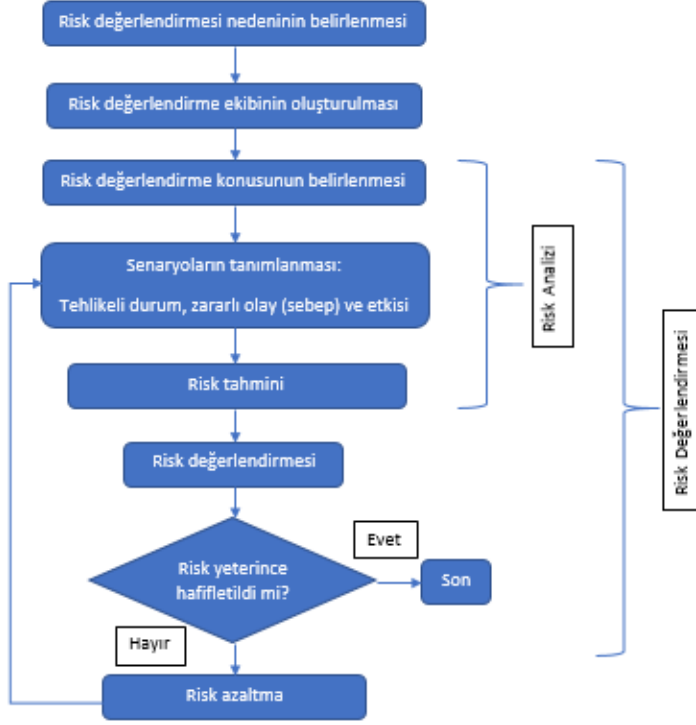 Risk değerlendirmesi nedeninin belirlenmesi
Risk değerlendirme ekibinin oluşturulması
Risk değerlendirme konusunun belirlenmesi
Senaryoların tanımlanması:
Tehlikeli durum, zararlı olay (sebep) ve etkisi
Risk tahmini
Risk Analizi
Risk Değerlendirmesi
Risk değerlendirmesi
Risk yeterince
hafifletildi mi?
Evet
Son
Hayır
Risk azaltma